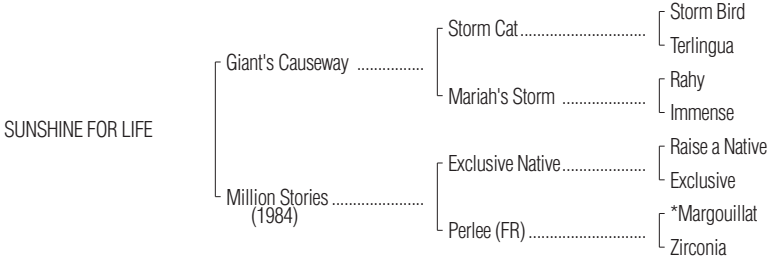 Storm Bird
Storm Cat..............................
Terlingua
Giant's Causeway ................
Rahy
Mariah's Storm ....................
Immense
SUNSHINE FOR LIFE
Raise a Native
Exclusive Native....................
Exclusive
Million Stories ......................
(1984)
*Margouillat
Perlee (FR) ............................
Zirconia